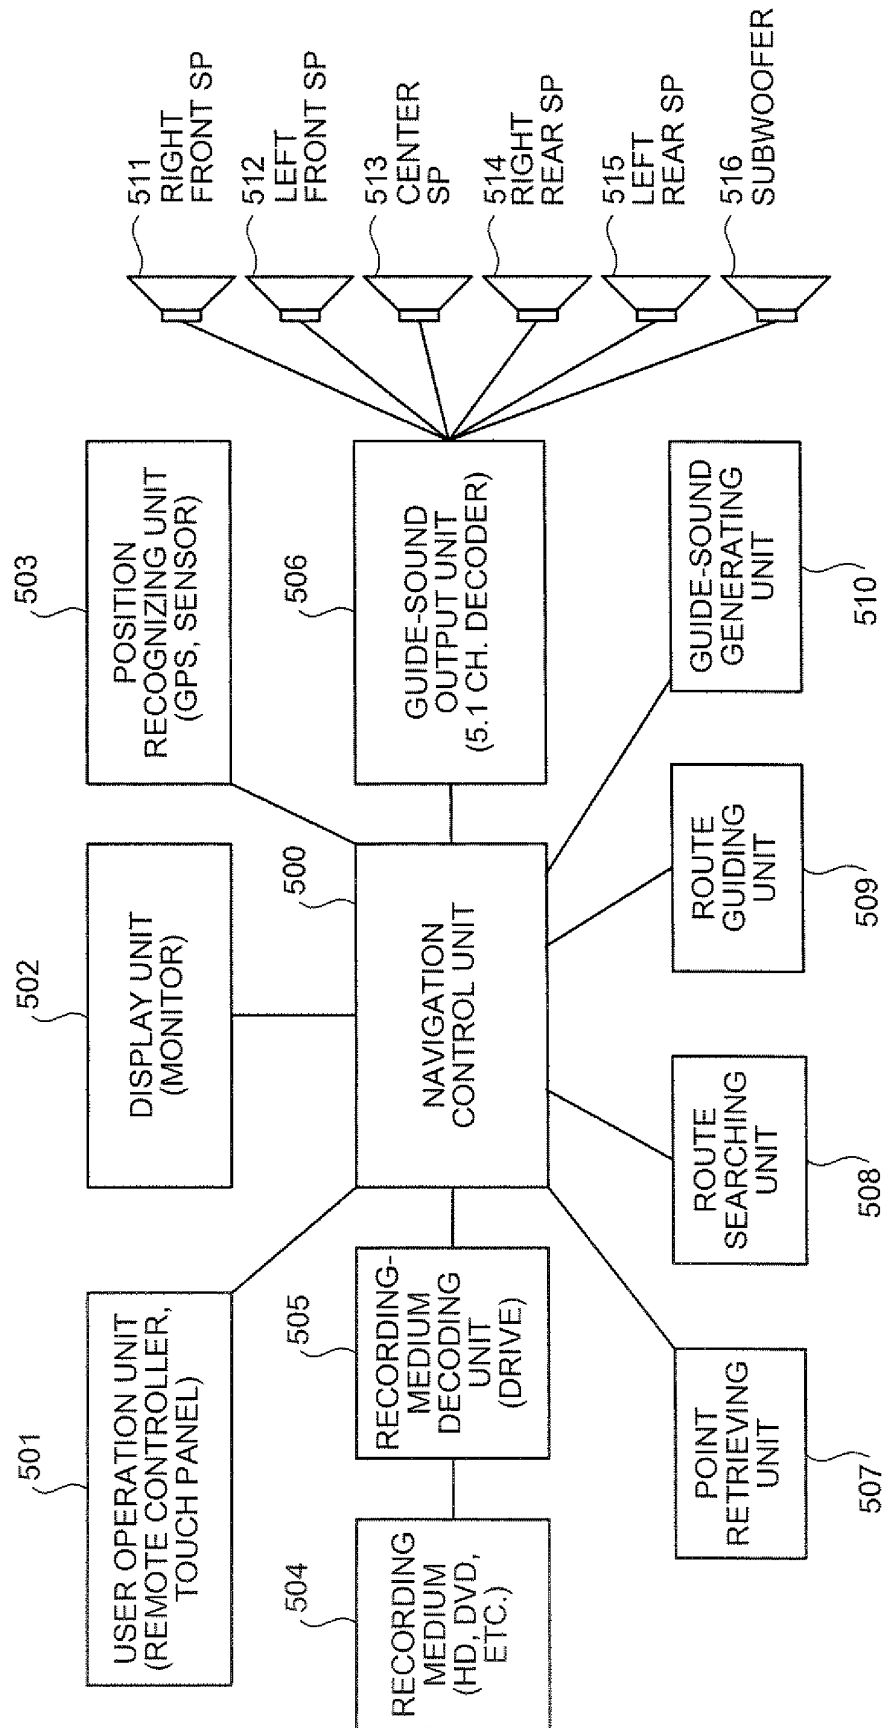 501
USER OPERATION UNIT
(REMOTE CONTROLLER,
TOUCH PANEL)
502
DISPLAY UNIT
(MONITOR)
503
POSITION
RECOGNIZING UNIT
(GPS, SENSOR)
504
RECORDING
MEDIUM
(HD, DVD,
ETC.)
505
RECORDING-
MEDIUM
DECODING
UNIT
(DRIVE)
500
NAVIGATION
CONTROL UNIT
506
GUIDE-SOUND
OUTPUT UNIT
(5.1 CH. DECODER)
511
RIGHT
FRONT SP
512
LEFT
FRONT SP
513
CENTER
SP
514
RIGHT
REAR SP
515
LEFT
REAR SP
516
SUBWOOFER
POINT
RETRIEVING
UNIT
507
ROUTE
SEARCHING
UNIT
508
ROUTE
GUIDING
UNIT
509
GUIDE-SOUND
GENERATING
UNIT
510